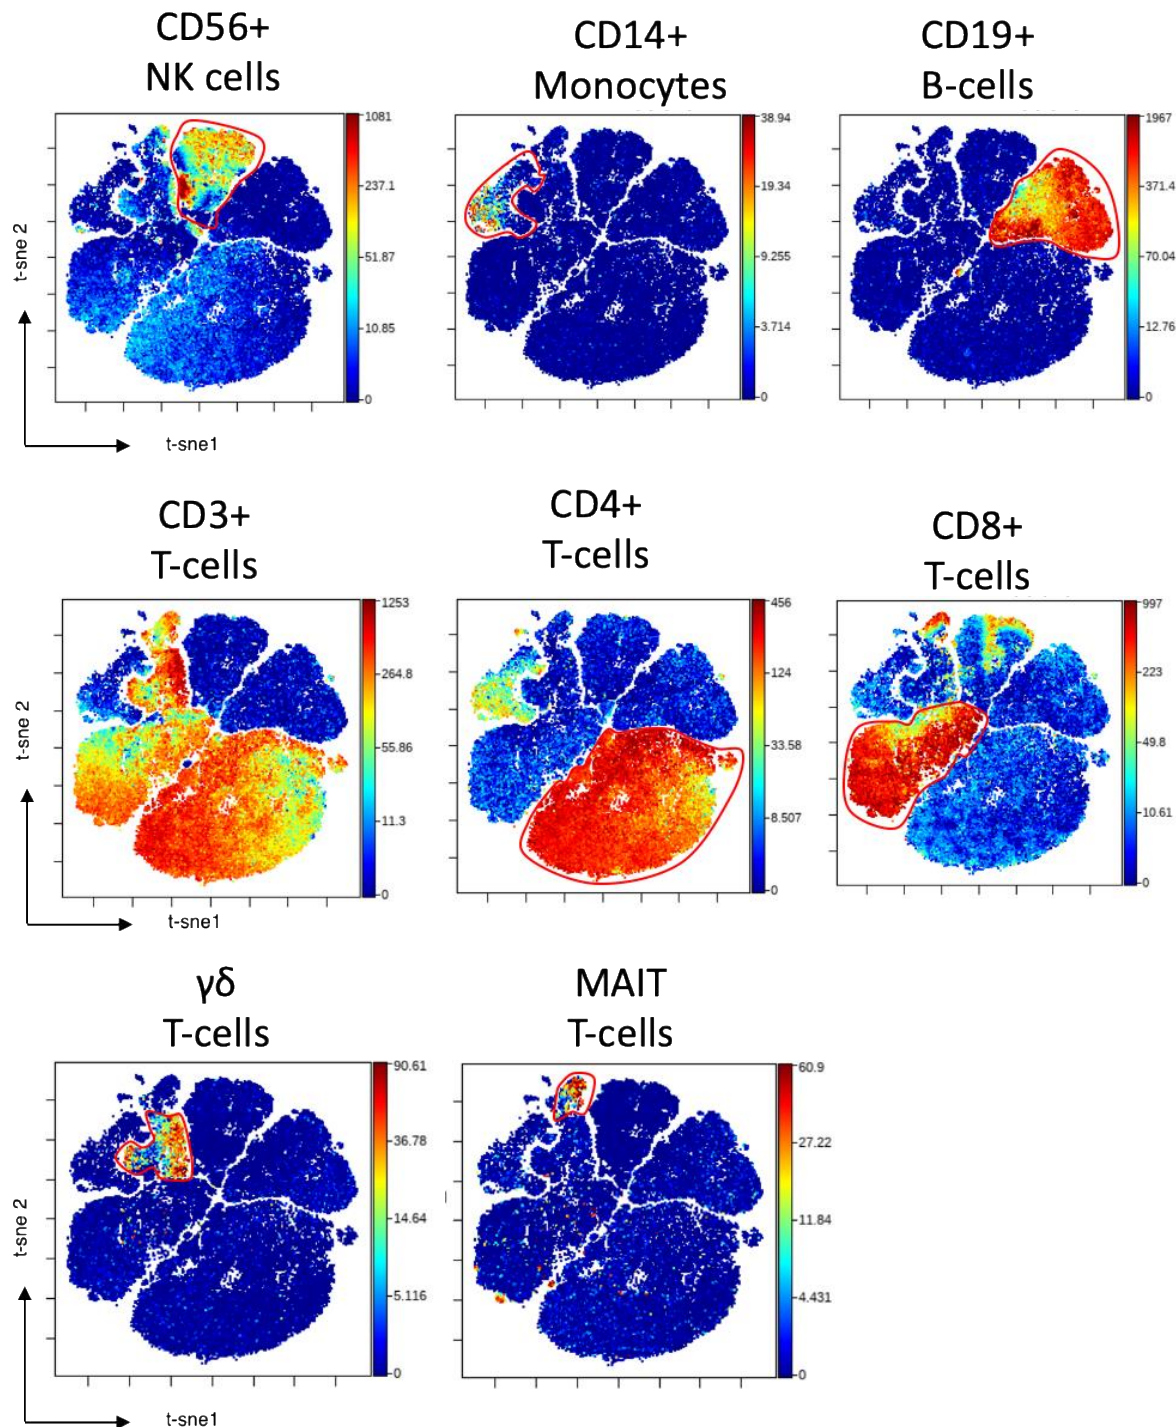 CD56+
NK cells
CD14+
Monocytes
CD19+
B-cells
1081
237.1
51.87
10.85
0
38.94
19.34
9.255
3.714
0
1967
371.4
70.04
12.76
0
t-sne 2
t-sne1
CD3+
T-cells
CD4+
T-cells
CD8+
T-cells
1253
264.8
55.86
11.3
0
456
124
33.58
8.507
0
997
223
49.8
10.61
0
t-sne 2
t-sne1
γδ
T-cells
MAIT
T-cells
90.61
36.78
14.64
5.116
0
60.9
27.22
11.84
4.431
0
t-sne 2
t-sne1